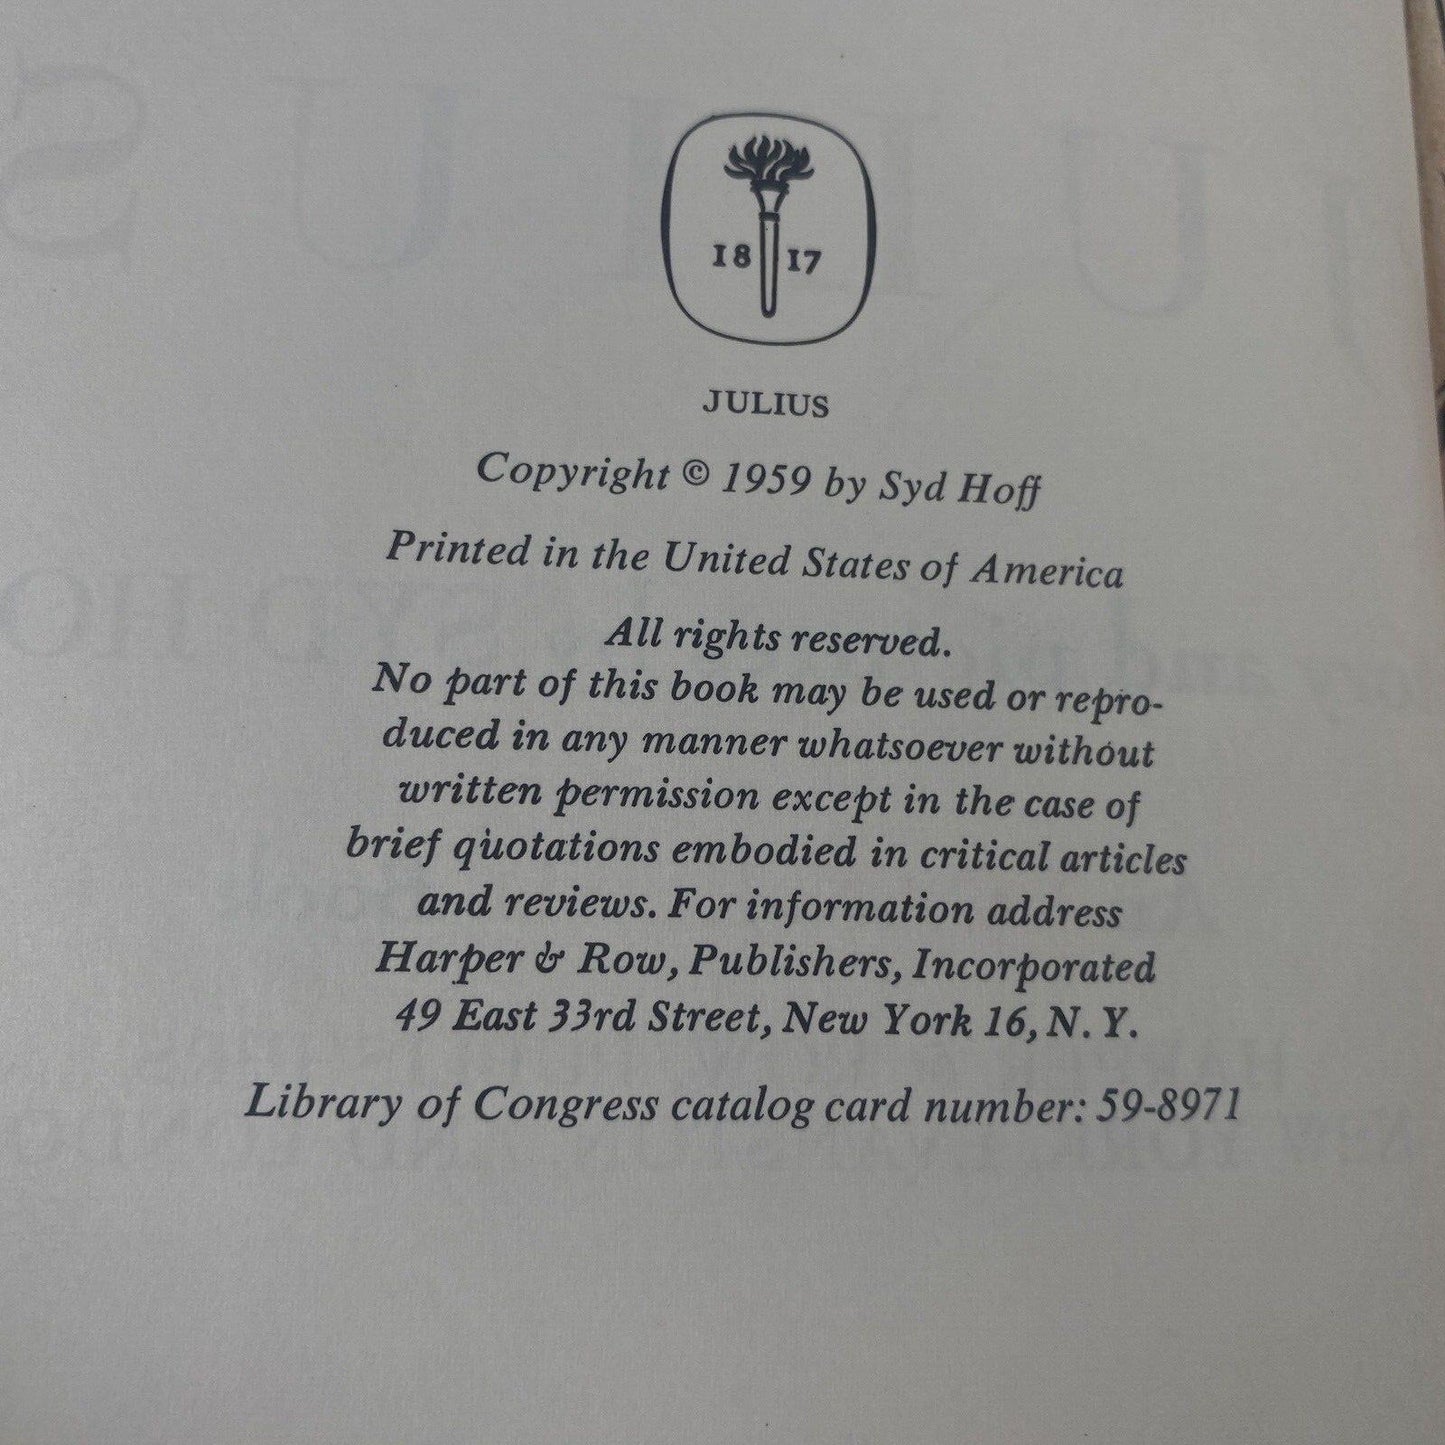 18 17
JULIUS
Copyright © 1959 by Syd Hoff
Printed in the United States of America
All rights reserved.
No part of this book may be used or repro-
duced in any manner whatsoever without
written permission except in the case of
brief quotations embodied in critical articles
and reviews. For information address
Harper & Row, Publishers, Incorporated
49 East 33rd Street, New York 16, N. Y.
Library of Congress catalog card number: 59-8971